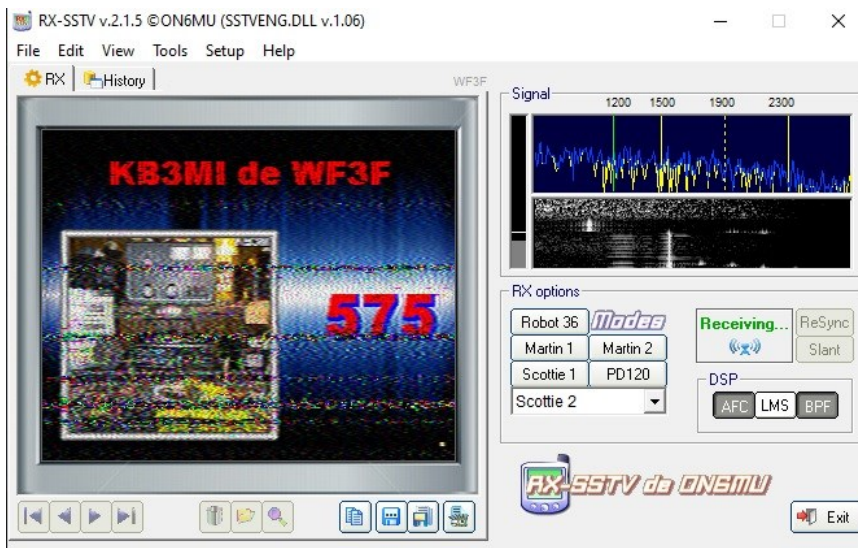 RX-SSTV v.2.1.5 ©ON6MU (SSTVENG.DLL v.1.06)
File Edit View Tools Setup Help
RX History WF3F
KB3MI de WF3F
575
Signal
1200 1500 1900 2300
RX options
Robot 36 Modes
Martin 1 Martin 2
Scottie 1 PD120
Scottie 2
Receiving... ReSync
Slant
DSP
AFC LMS BPF
RX-SSTV de ON6MU
Exit